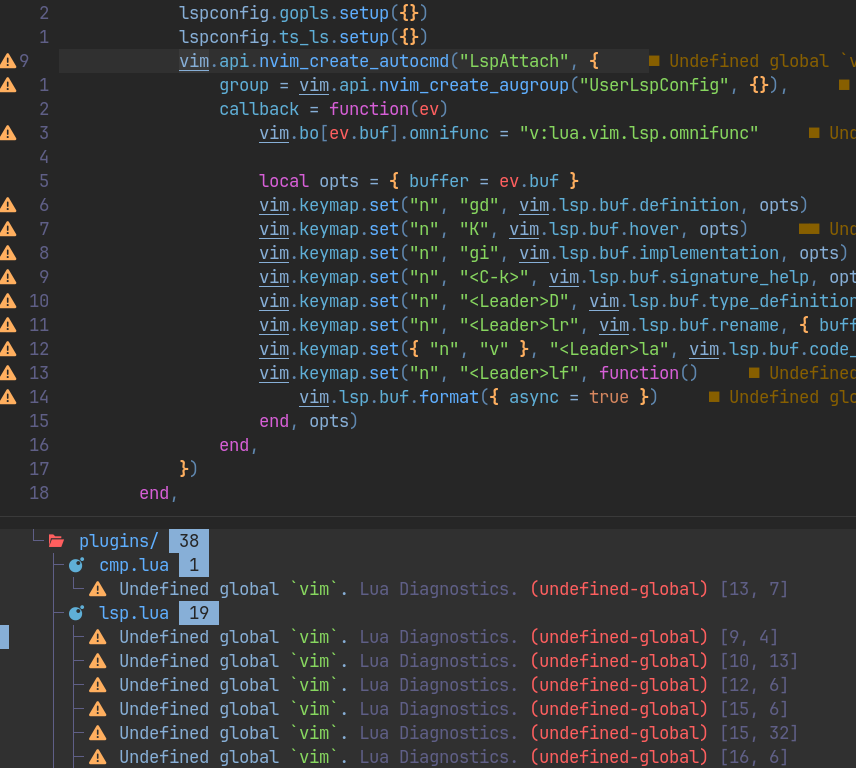 2 lspconfig.gopls.setup({})
1 lspconfig.ts_ls.setup({})
9 vim.api.nvim_create_autocmd("LspAttach", { ■ Undefined global `v
1 group = vim.api.nvim_create_augroup("UserLspConfig", {}), ■
2 callback = function(ev)
3 vim.bo[ev.buf].omnifunc = "v:lua.vim.lsp.omnifunc" ■ Und
4
5 local opts = { buffer = ev.buf }
6 vim.keymap.set("n", "gd", vim.lsp.buf.definition, opts)
7 vim.keymap.set("n", "K", vim.lsp.buf.hover, opts) ■■ Und
8 vim.keymap.set("n", "gi", vim.lsp.buf.implementation, opts)
9 vim.keymap.set("n", "<C-k>", vim.lsp.buf.signature_help, opt
10 vim.keymap.set("n", "<Leader>D", vim.lsp.buf.type_definition
11 vim.keymap.set("n", "<Leader>lr", vim.lsp.buf.rename, { buff
12 vim.keymap.set({ "n", "v" }, "<Leader>la", vim.lsp.buf.code_
13 vim.keymap.set("n", "<Leader>lf", function() ■ Undefined
14 vim.lsp.buf.format({ async = true }) ■ Undefined glo
15 end, opts)
16 end,
17 })
18 end,
plugins/ 38
cmp.lua 1
Undefined global `vim`. Lua Diagnostics. (undefined-global) [13, 7]
lsp.lua 19
Undefined global `vim`. Lua Diagnostics. (undefined-global) [9, 4]
Undefined global `vim`. Lua Diagnostics. (undefined-global) [10, 13]
Undefined global `vim`. Lua Diagnostics. (undefined-global) [12, 6]
Undefined global `vim`. Lua Diagnostics. (undefined-global) [15, 6]
Undefined global `vim`. Lua Diagnostics. (undefined-global) [15, 32]
Undefined global `vim`. Lua Diagnostics. (undefined-global) [16, 6]